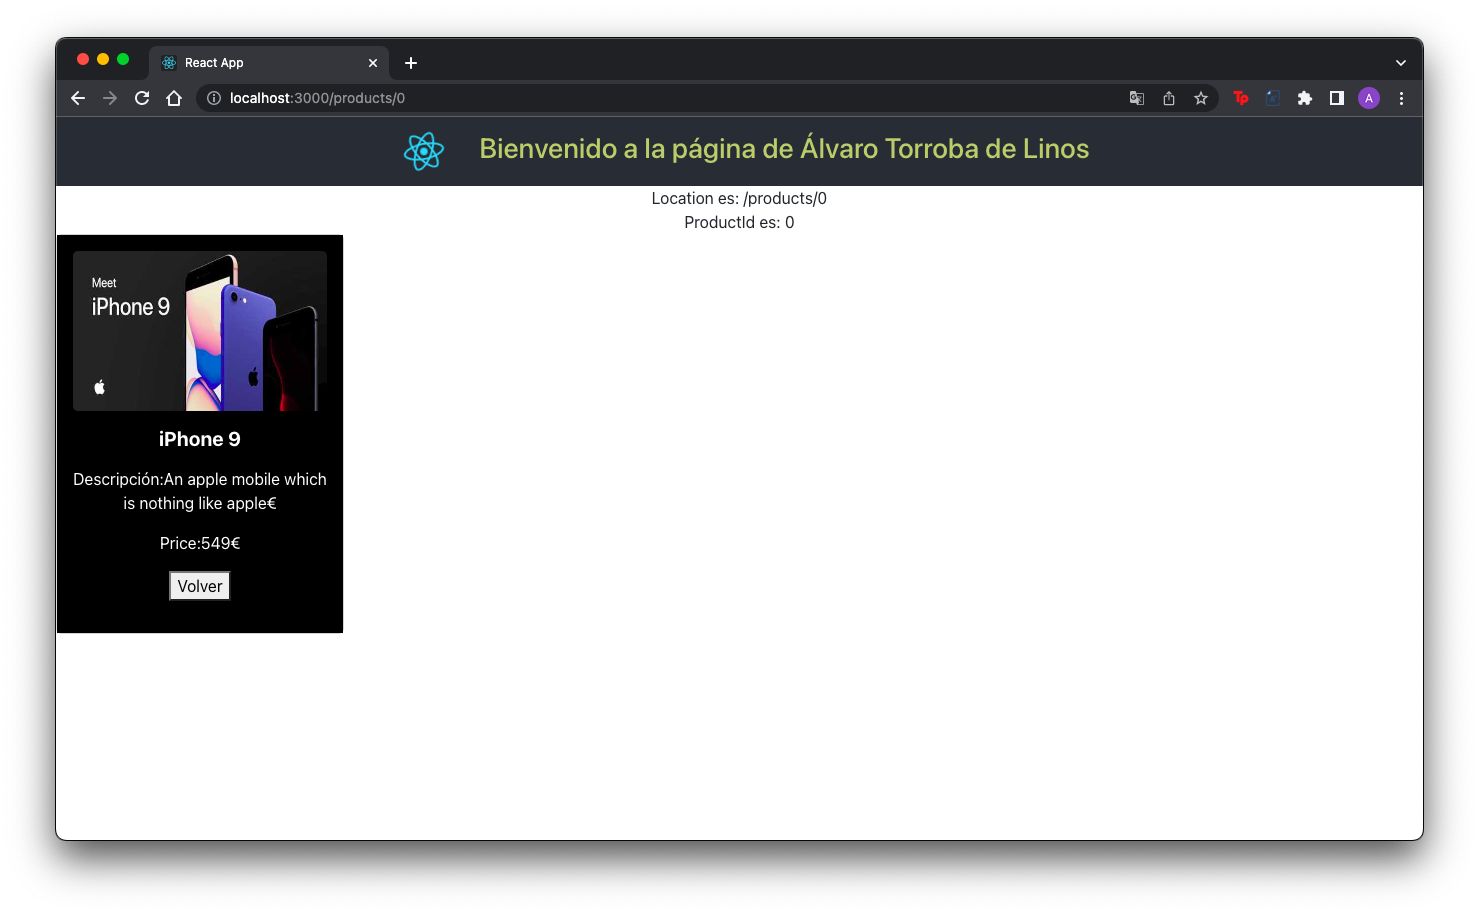 React App
localhost:3000/products/0
Tp
A
Bienvenido a la página de Álvaro Torroba de Linos
Location es: /products/0
ProductId es: 0
Meet
iPhone 9
iPhone 9
Descripción:An apple mobile which
is nothing like apple€
Price:549€
Volver